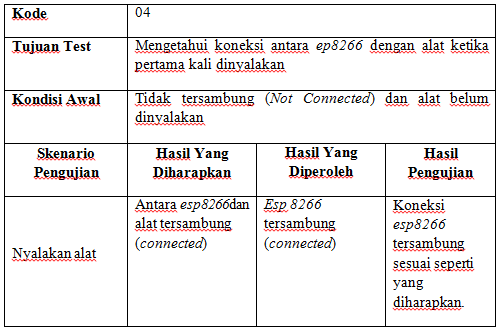 Kode 04
Tujuan Test Mengetahui koneksi antara ep8266 dengan alat ketika
pertama kali dinyalakan
Kondisi Awal Tidak tersambung (Not Connected) dan alat belum
dinyalakan
Skenario
Pengujian
Hasil Yang
Diharapkan
Hasil Yang
Diperoleh
Hasil
Pengujian
Nyalakan alat
Antara esp8266dan
alat tersambung
(connected)
Esp 8266
tersambung
(connected)
Koneksi
esp8266
tersambung
sesuai seperti
yang
diharapkan.